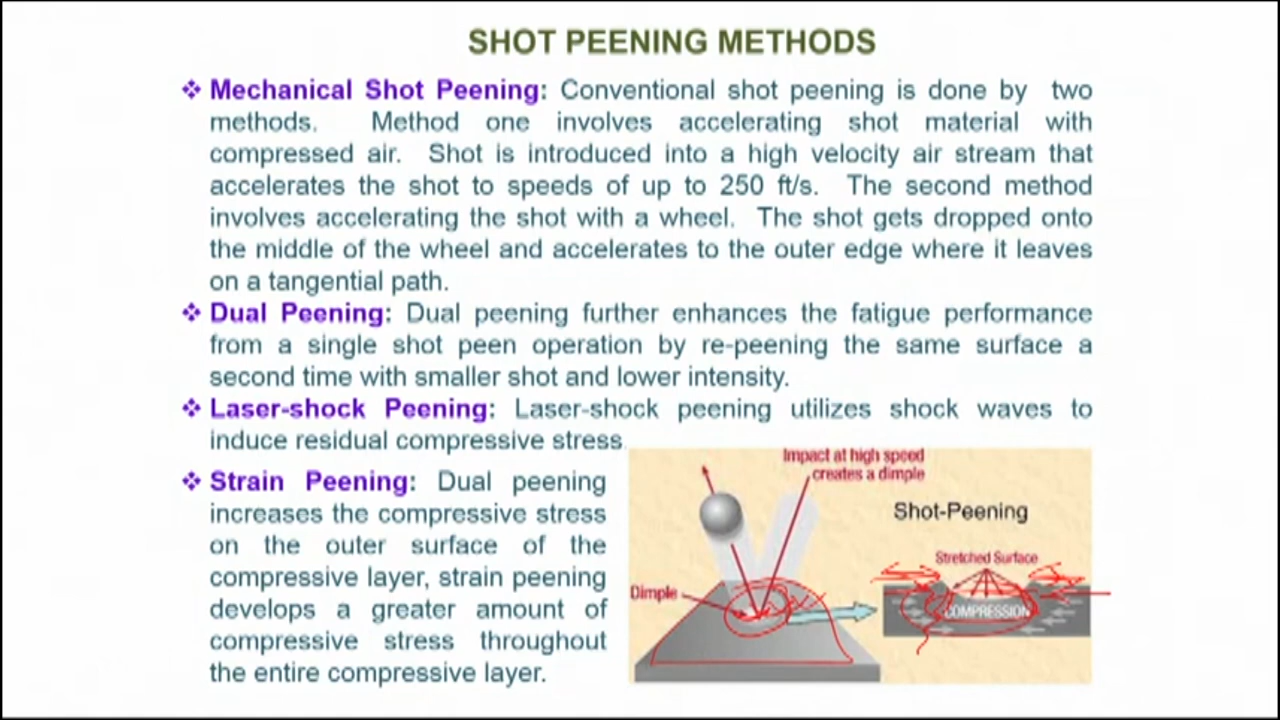 SHOT PEENING METHODS
❖ Mechanical Shot Peening: Conventional shot peening is done by two
methods. Method one involves accelerating shot material with
compressed air. Shot is introduced into a high velocity air stream that
accelerates the shot to speeds of up to 250 ft/s. The second method
involves accelerating the shot with a wheel. The shot gets dropped onto
the middle of the wheel and accelerates to the outer edge where it leaves
on a tangential path.
❖ Dual Peening: Dual peening further enhances the fatigue performance
from a single shot peen operation by re-peening the same surface a
second time with smaller shot and lower intensity.
❖ Laser-shock Peening: Laser-shock peening utilizes shock waves to
induce residual compressive stress
❖ Strain Peening: Dual peening
increases the compressive stress
on the outer surface of the
compressive layer, strain peening
develops a greater amount of
compressive stress throughout
the entire compressive layer.
Impact at high speed
creates a dimple
Shot-Peening
Stretched Surface
Dimple
COMPRESSION